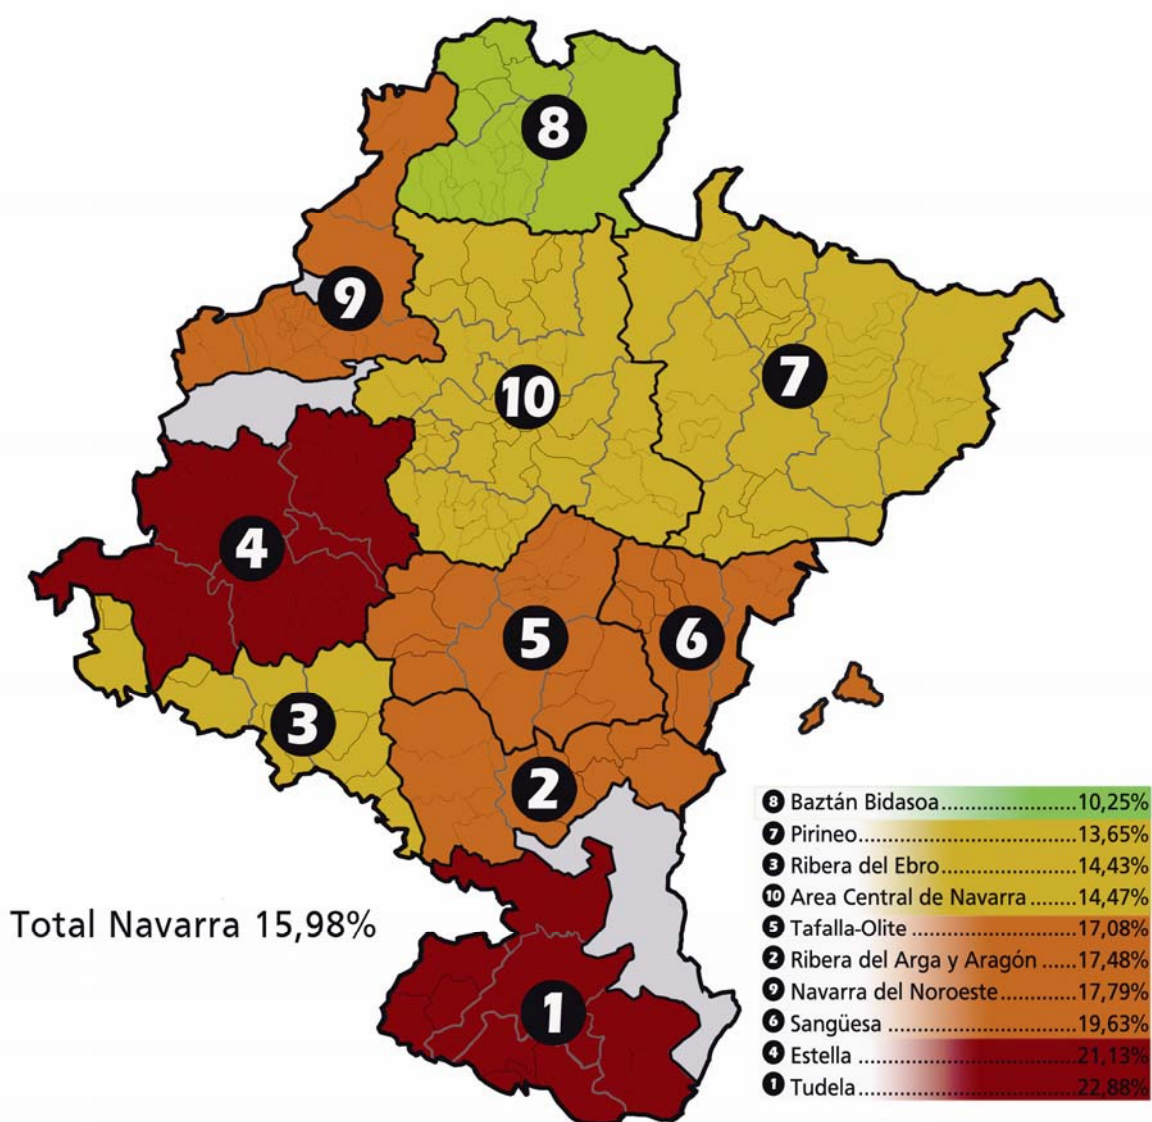 8
9
7
10
4
5
6
3
2
8 Baztán Bidasoa.......................10,25%
7 Pirineo.....................................13,65%
3 Ribera del Ebro.......................14,43%
10 Area Central de Navarra ........14,47%
Total Navarra 15,98%
5 Tafalla-Olite ............................17,08%
2 Ribera del Arga y Aragón ......17,48%
9 Navarra del Noroeste.............17,79%
1
6 Sangüesa ................................19,63%
4 Estella .....................................21,13%
1 Tudela.....................................22,88%